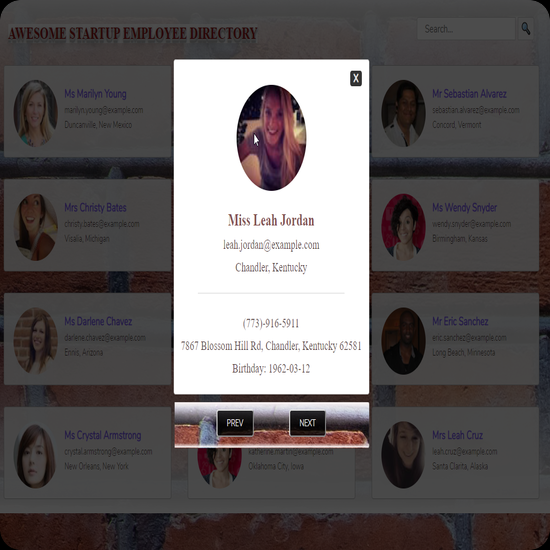 AWESOME STARTUP EMPLOYEE DIRECTORY
Search...
X
Ms Marilyn Young
marilyn.young@example.com
Duncanville, New Mexico
Mr Sebastian Alvarez
sebastian.alvarez@example.com
Concord, Vermont
Miss Leah Jordan
leah.jordan@example.com
Chandler, Kentucky
(773)-916-5911
7867 Blossom Hill Rd, Chandler, Kentucky 62581
Birthday: 1962-03-12
PREV
NEXT
Mrs Christy Bates
christy.bates@example.com
Visalia, Michigan
Ms Wendy Snyder
wendy.snyder@example.com
Birmingham, Kansas
Ms Darlene Chavez
darlene.chavez@example.com
Ennis, Arizona
Mr Eric Sanchez
eric.sanchez@example.com
Long Beach, Minnesota
Ms Crystal Armstrong
crystal.armstrong@example.com
New Orleans, New York
katherine.martin@example.com
Oklahoma City, Iowa
Mrs Leah Cruz
leah.cruz@example.com
Santa Clarita, Alaska